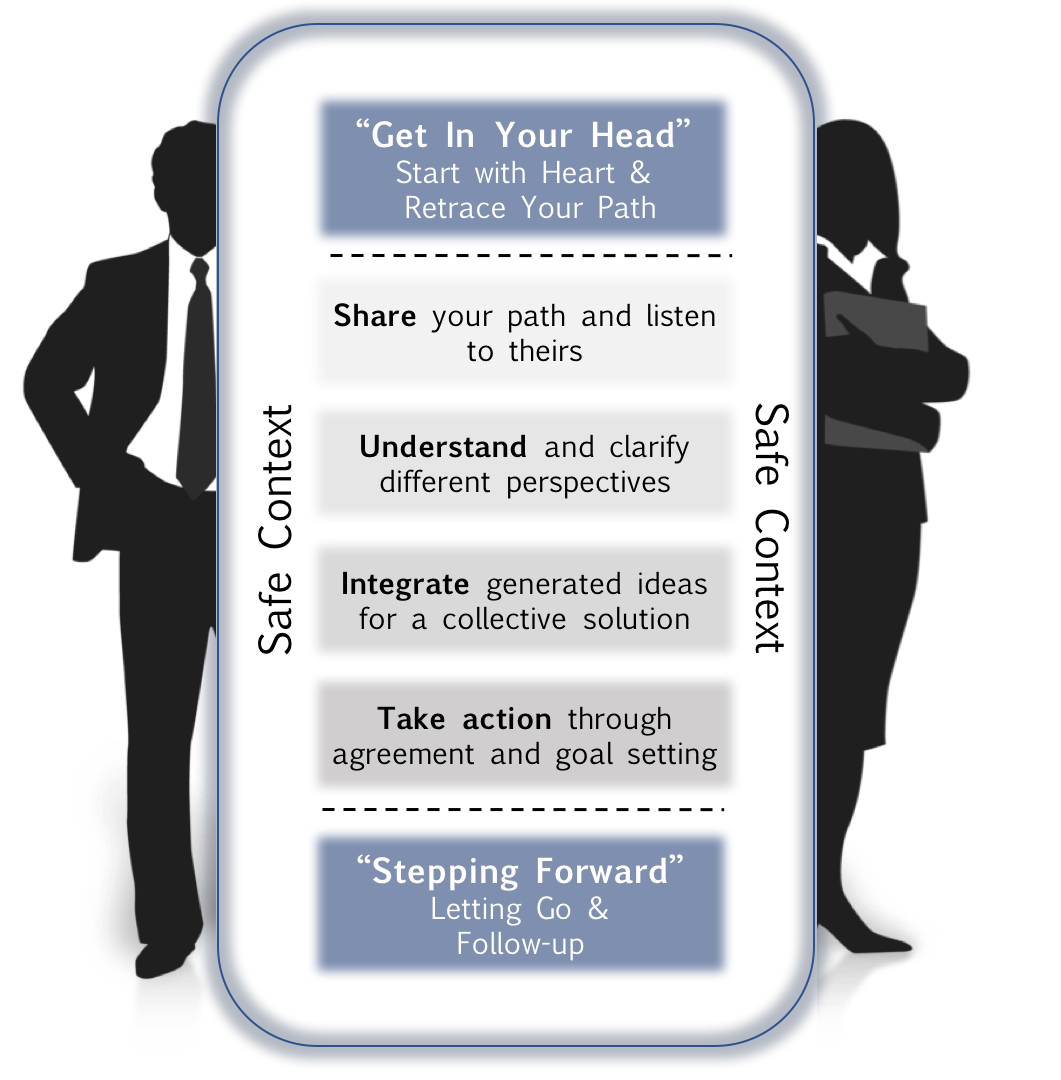 “Get In Your Head”
Start with Heart &
Retrace Your Path
Share your path and listen
to theirs
Understand and clarify
different perspectives
Integrate generated ideas
for a collective solution
Take action through
agreement and goal setting
“Stepping Forward”
Letting Go &
Follow-up
Safe Context
Safe Context